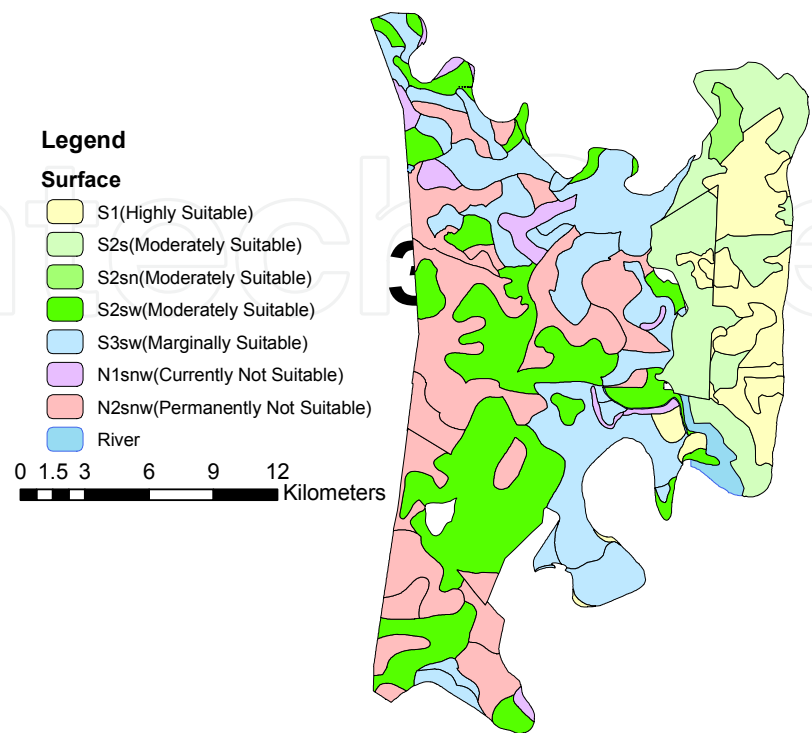 Legend
Surface
S1(Highly Suitable)
S2s(Moderately Suitable)
S2sn(Moderately Suitable)
S2sw(Moderately Suitable)
S3sw(Marginally Suitable)
N1snw(Currently Not Suitable)
N2snw(Permanently Not Suitable)
River
0 1.5 3 6 9 12
Kilometers
3